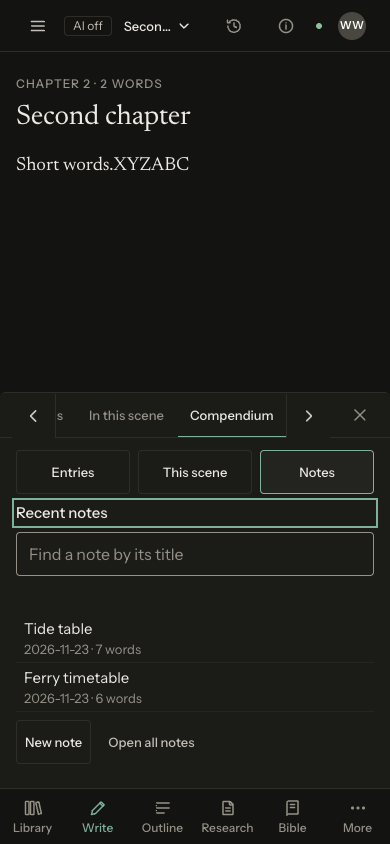 AI off
Secon...
WW
CHAPTER 2 · 2 WORDS
Second chapter
Short words.XYZABC
s
In this scene
Compendium
Entries
This scene
Notes
Recent notes
Find a note by its title
Tide table
2026-11-23 · 7 words
Ferry timetable
2026-11-23 · 6 words
New note
Open all notes
Library
Write
Outline
Research
Bible
More